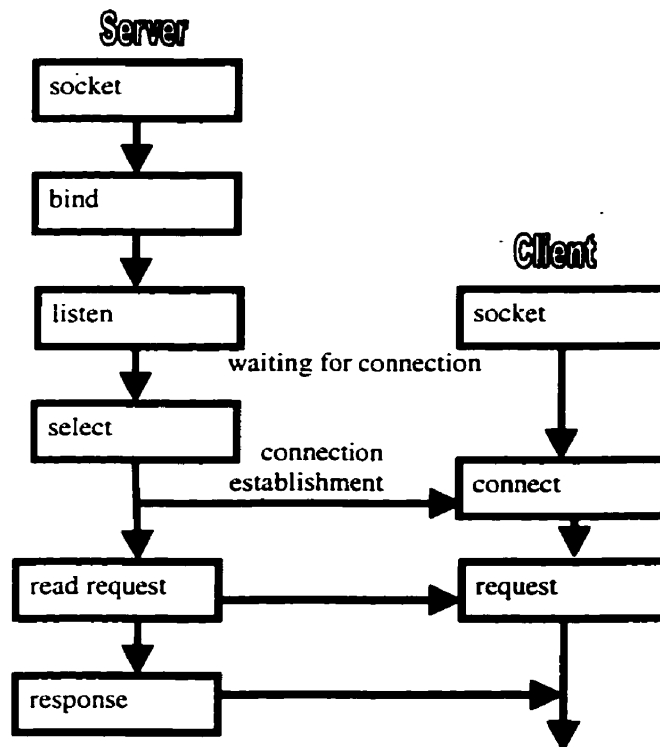 Server
socket
bind
listen
waiting for connection
select
connection
establishment
read request
response
Client
socket
connect
request